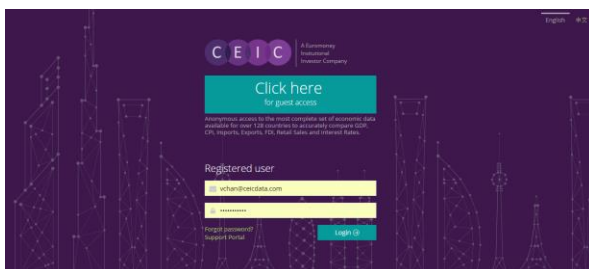 English 中文
CEIC
A Euromoney
Institutional
Investor Company
Click here
for guest access
Anonymous access to the most complete set of economic data
available for over 128 countries to accurately compare GDP,
CPI, Imports, Exports, FDI, Retail Sales and Interest Rates.
Registered user
vchan@ceicdata.com
••••••••••
Forgot password?
Support Portal
Login